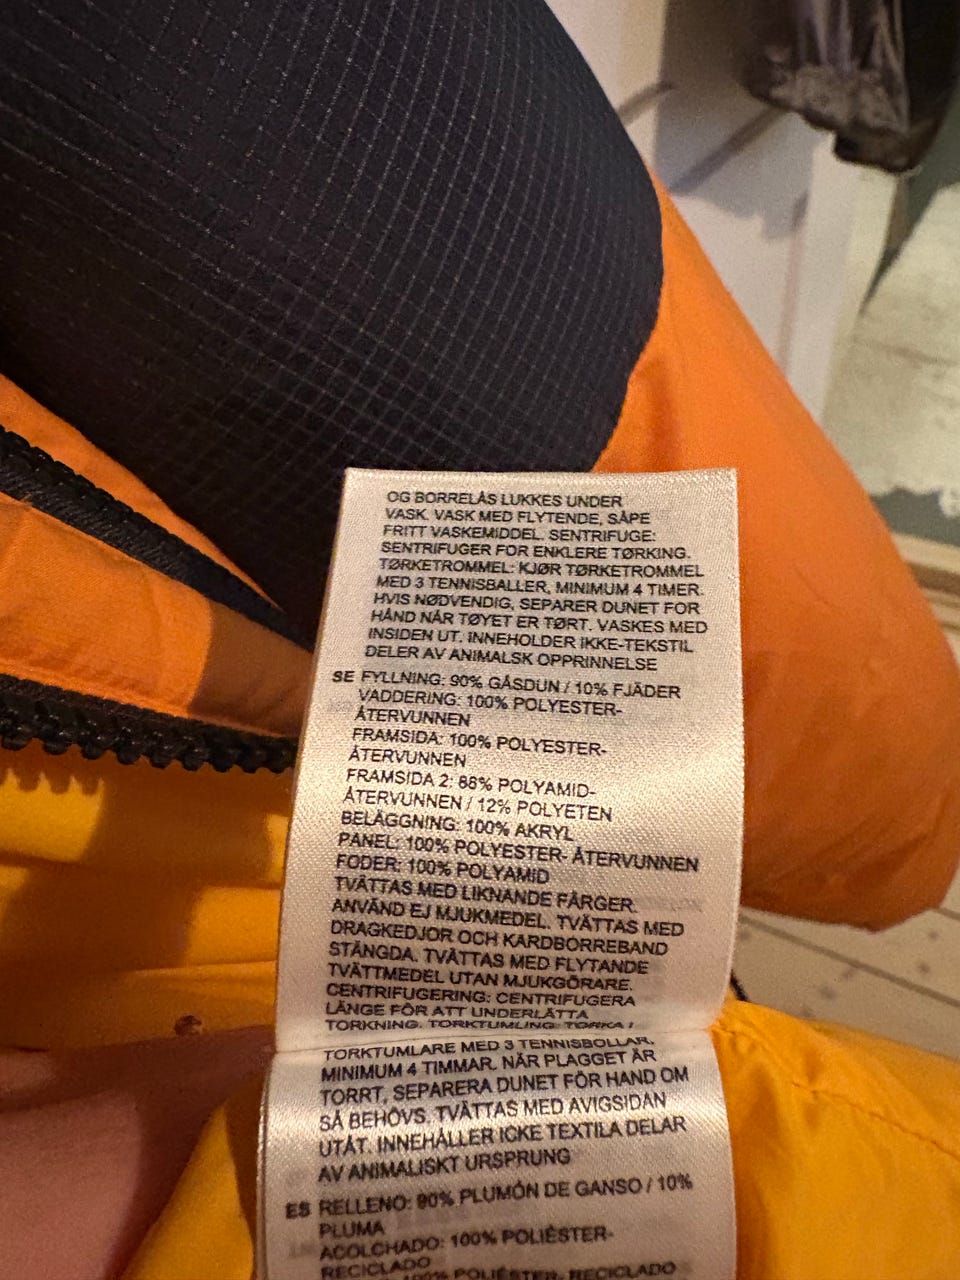 OG BORRELÅS LUKKES UNDER
VASK. VASK MED FLYTENDE, SÅPE
FRITT VASKEMIDDEL. SENTRIFUGE:
SENTRIFUGER FOR ENKLERE TØRKING.
TØRKETROMMEL: KJØR TØRKETROMMEL
MED 3 TENNISBALLER, MINIMUM 4 TIMER.
HVIS NØDVENDIG, SEPARER DUNET FOR
HÅND NÅR TØYET ER TØRT. VASKES MED
INSIDEN UT. INNEHOLDER IKKE-TEKSTIL
DELER AV ANIMALSK OPPRINNELSE
SE FYLLNING: 90% GÅSDUN / 10% FJÄDER
VADDERING: 100% POLYESTER-
ÅTERVUNNEN
FRAMSIDA: 100% POLYESTER-
ÅTERVUNNEN
FRAMSIDA 2: 88% POLYAMID-
ÅTERVUNNEN / 12% POLYETEN
BELÄGGNING: 100% AKRYL
PANEL: 100% POLYESTER- ÅTERVUNNEN
FODER: 100% POLYAMID
TVÄTTAS MED LIKNANDE FÄRGER.
ANVÄND EJ MJUKMEDEL. TVÄTTAS MED
DRAGKEDJOR OCH KARDBORREBAND
STÄNGDA. TVÄTTAS MED FLYTANDE
TVÄTTMEDEL UTAN MJUKGÖRARE.
CENTRIFUGERING: CENTRIFUGERA
LÄNGE FÖR ATT UNDERLÄTTA
TORKNING. TORKTUMLING: TORKA I
TORKTUMLARE MED 3 TENNISBOLLAR,
MINIMUM 4 TIMMAR. NÄR PLAGGET ÄR
TORRT, SEPARERA DUNET FÖR HAND OM
SÅ BEHÖVS. TVÄTTAS MED AVIGSIDAN
UTÅT. INNEHÅLLER ICKE TEXTILA DELAR
AV ANIMALISKT URSPRUNG
ES RELLENO: 90% PLUMÓN DE GANSO / 10%
PLUMA
ACOLCHADO: 100% POLIÉSTER-
RECICLADO
100% POLIÉSTER- RECICLADO